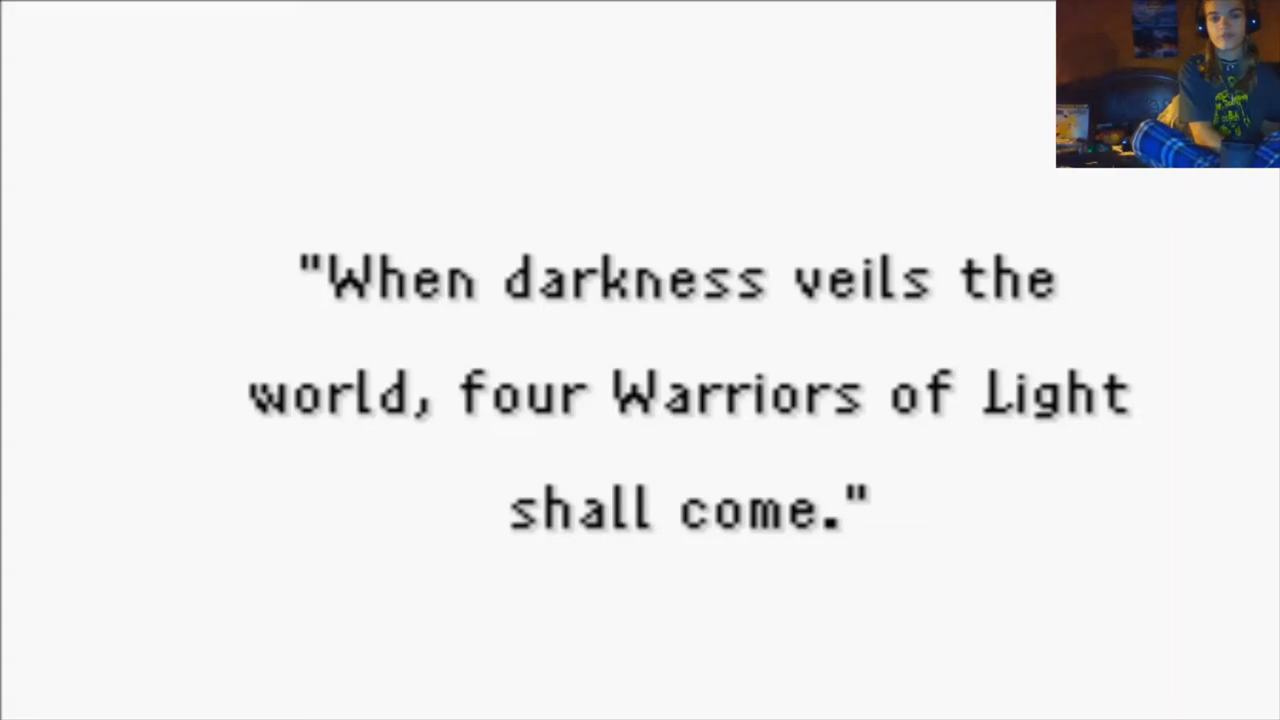 "When darkness veils the
world, four Warriors of Light
shall come."